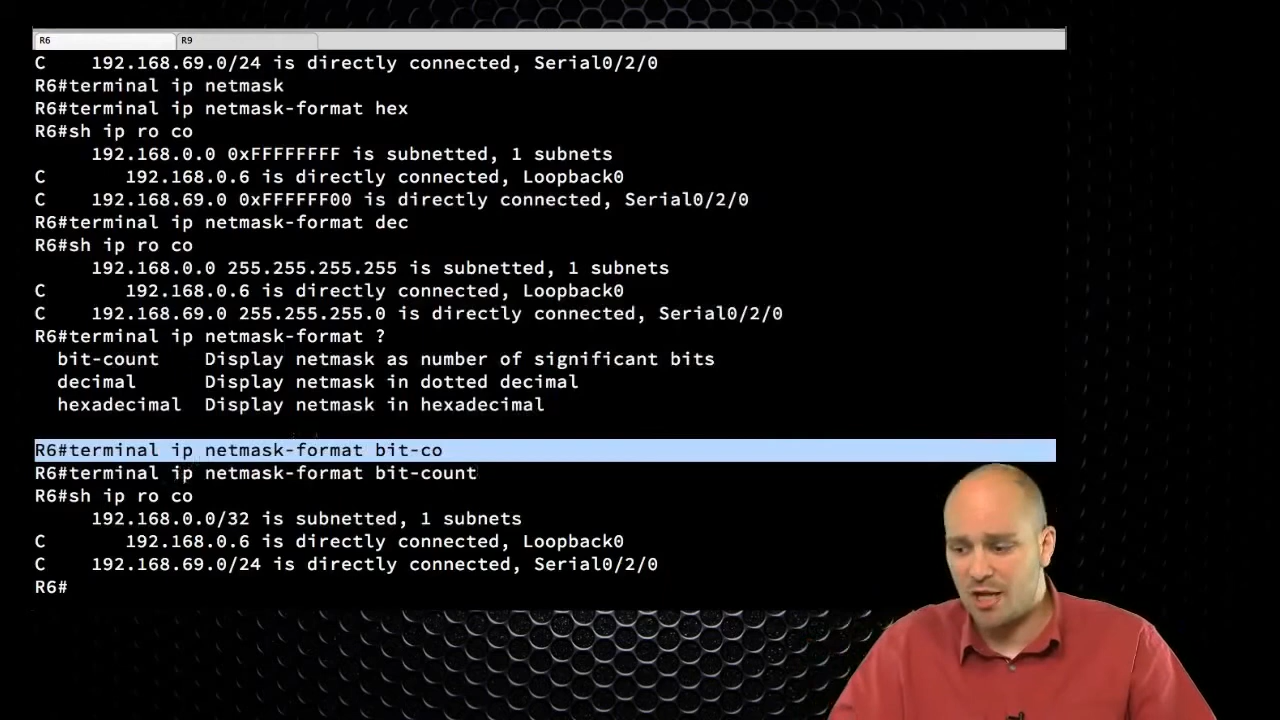 R6 R9
C 192.168.69.0/24 is directly connected, Serial0/2/0
R6#terminal ip netmask
R6#terminal ip netmask-format hex
R6#sh ip ro co
192.168.0.0 0xFFFFFFFF is subnetted, 1 subnets
C 192.168.0.6 is directly connected, Loopback0
C 192.168.69.0 0xFFFFFF00 is directly connected, Serial0/2/0
R6#terminal ip netmask-format dec
R6#sh ip ro co
192.168.0.0 255.255.255.255 is subnetted, 1 subnets
C 192.168.0.6 is directly connected, Loopback0
C 192.168.69.0 255.255.255.0 is directly connected, Serial0/2/0
R6#terminal ip netmask-format ?
bit-count Display netmask as number of significant bits
decimal Display netmask in dotted decimal
hexadecimal Display netmask in hexadecimal
R6#terminal ip netmask-format bit-co
R6#terminal ip netmask-format bit-count
R6#sh ip ro co
192.168.0.0/32 is subnetted, 1 subnets
C 192.168.0.6 is directly connected, Loopback0
C 192.168.69.0/24 is directly connected, Serial0/2/0
R6#